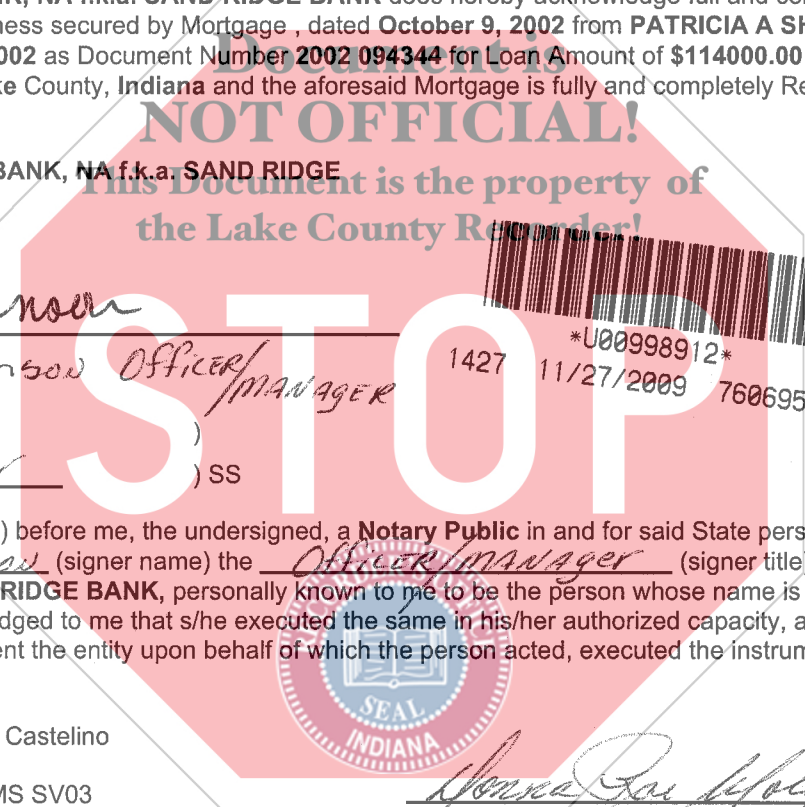 NK, NA f.k.a. SAND RIDGE BANK does hereby acknowledge full and con
ness secured by Mortgage , dated October 9, 2002 from PATRICIA A
Document is
002 as Document Number 2002 094344 for Loan Amount of $114000.00
ke County, Indiana and the aforesaid Mortgage is fully and completely Re
NOT OFFICIAL!
BANK, NA f.k.a. SAND RIDGE
This Document is the property of
the Lake County Recorder!
*U00998912*
1427 11/27/2009 760695
STOP
nson Officer/
MANAGER
)
) SS
) before me, the undersigned, a Notary Public in and for said State pers
(signer name) the Officer/MANAger (signer title)
RIDGE BANK, personally known to me to be the person whose name is
dged to me that s/he executed the same in his/her authorized capacity, a
ent the entity upon behalf of which the person acted, executed the instrum
SEAL
INDIANA
Castelino
MS SV03
Donna Rae